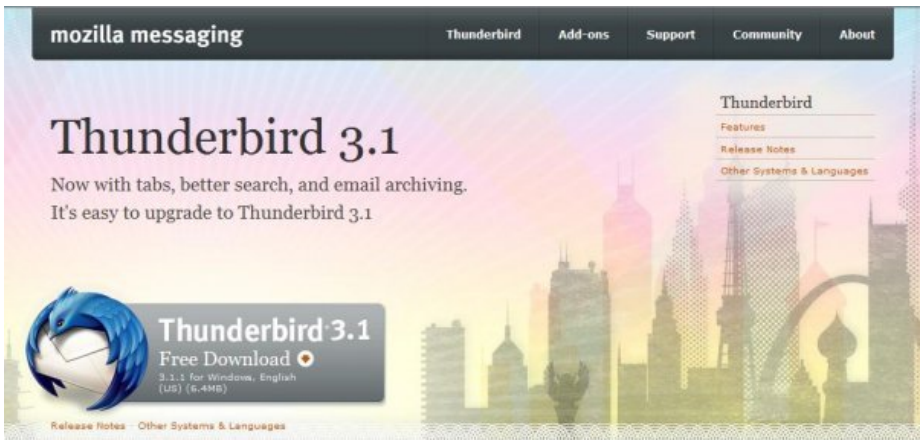 mozilla messaging
Thunderbird Add-ons Support Community About
Thunderbird
Features
Release Notes
Other Systems & Languages
Thunderbird 3.1
Now with tabs, better search, and email archiving.
It's easy to upgrade to Thunderbird 3.1
Thunderbird 3.1
Free Download
3.1.1 for Windows, English
(US) (6.4MB)
Release Notes - Other Systems & Languages